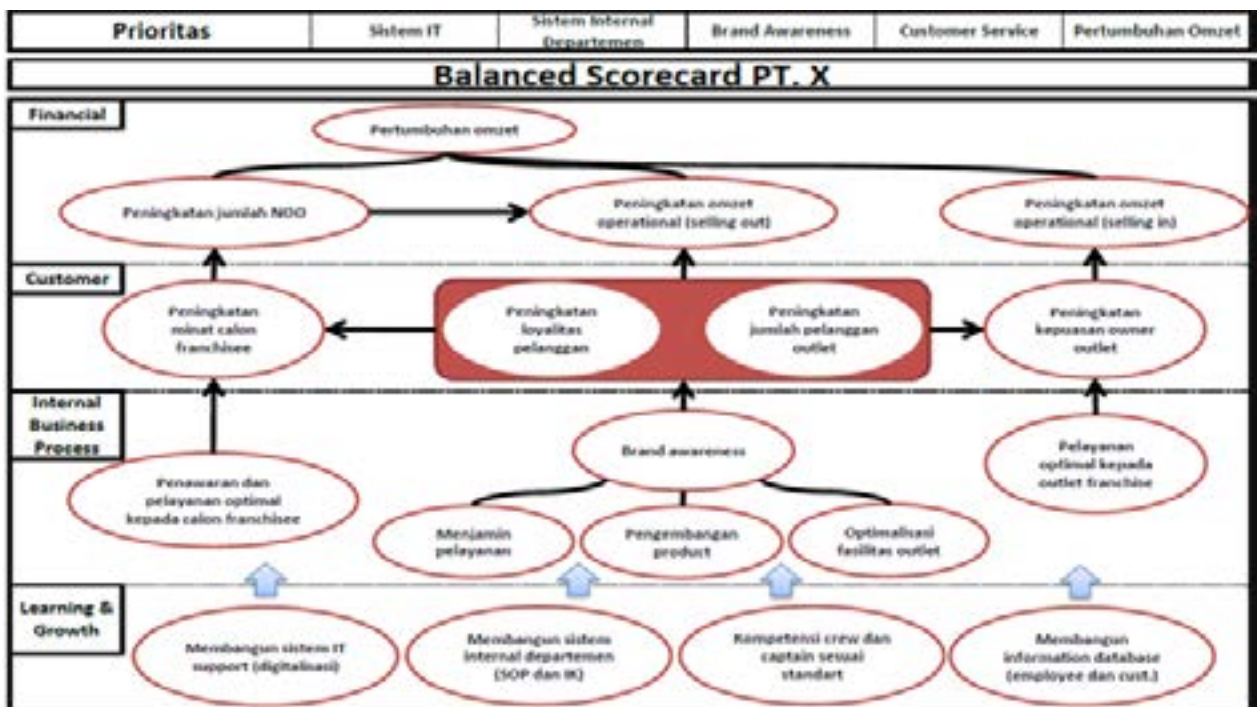 Prioritas
Sistem IT
Sistem Internal
Departemen
Brand Awareness
Customer Service
Pertumbuhan Omzet
Balanced Scorecard PT. X
Financial
Pertumbuhan omzet
Peningkatan jumlah NOO
Peningkatan omzet
operational (selling out)
Peningkatan omzet
operational (selling in)
Customer
Peningkatan
minat calon
franchisee
Peningkatan
loyalitas
pelanggan
Peningkatan
jumlah pelanggan
outlet
Peningkatan
kepuasan owner
outlet
Internal
Business
Process
Penawaran dan
pelayanan optimal
kepada calon franchisee
Brand awareness
Menjamin
pelayanan
Pengembangan
product
Optimalisasi
fasilitas outlet
Pelayanan
optimal kepada
outlet franchise
Learning &
Growth
Membangun sistem IT
support (digitalisasi)
Membangun sistem
internal departemen
(SOP dan IK)
Kompetensi crew dan
captain sesuai
standart
Membangun
information database
(employee dan cust.)